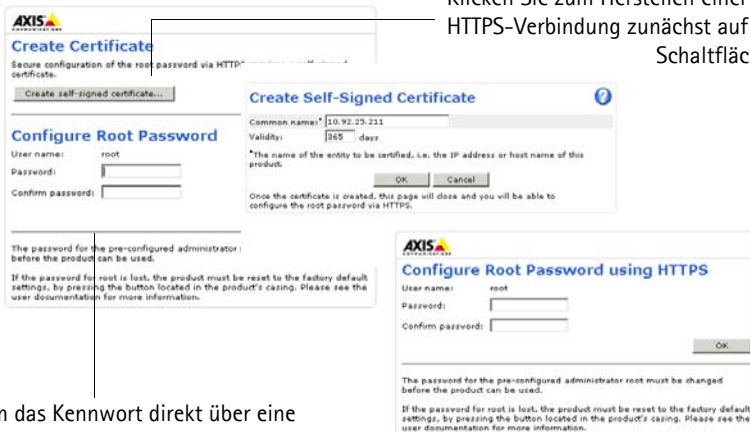 Klicken Sie zum Herstellen einer
HTTPS-Verbindung zunächst auf
AXIS
COMMUNICATIONS
Create Certificate
Secure configuration of the root password via
certificate.
Create self-signed certificate...
Configure Root Password
User name: root
Password:
Confirm password:
The password for the pre-configured administrator
before the product can be used.
If the password for root is lost, the product must be reset to the factory default
settings, by pressing the button located in the product's casing. Please see the
user documentation for more information.
Create Self-Signed Certificate
?
Common name:* 10.92.25.211
Validity: 365 days
*The name of the entity to be certified, i.e. the IP address or host name of this
product.
OK Cancel
Once the certificate is created, this page will close and you will be able to
configure the root password via HTTPS.
AXIS
COMMUNICATIONS
Configure Root Password using HTTPS
User name: root
Password:
Confirm password:
OK
The password for the pre-configured administrator root must be changed
before the product can be used.
If the password for root is lost, the product must be reset to the factory default
settings, by pressing the button located in the product's casing. Please see the
user documentation for more information.
das Kennwort direkt über eine